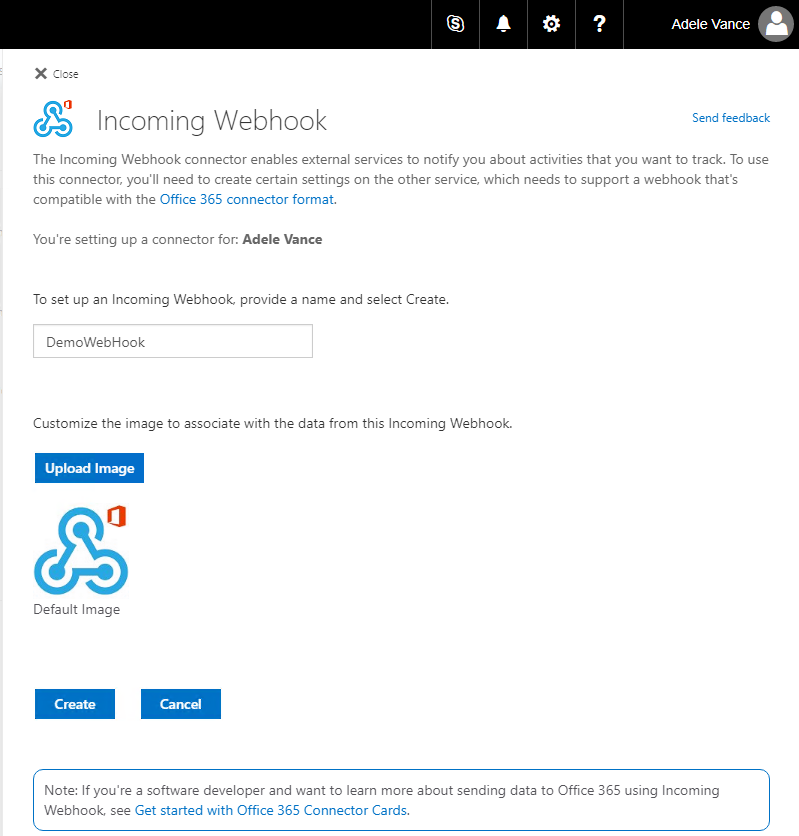 Adele Vance
Close
Incoming Webhook
Send feedback
The Incoming Webhook connector enables external services to notify you about activities that you want to track. To use
this connector, you'll need to create certain settings on the other service, which needs to support a webhook that's
compatible with the Office 365 connector format.
You're setting up a connector for: Adele Vance
To set up an Incoming Webhook, provide a name and select Create.
DemoWebHook
Customize the image to associate with the data from this Incoming Webhook.
Upload Image
Default Image
Create
Cancel
Note: If you're a software developer and want to learn more about sending data to Office 365 using Incoming
Webhook, see Get started with Office 365 Connector Cards.